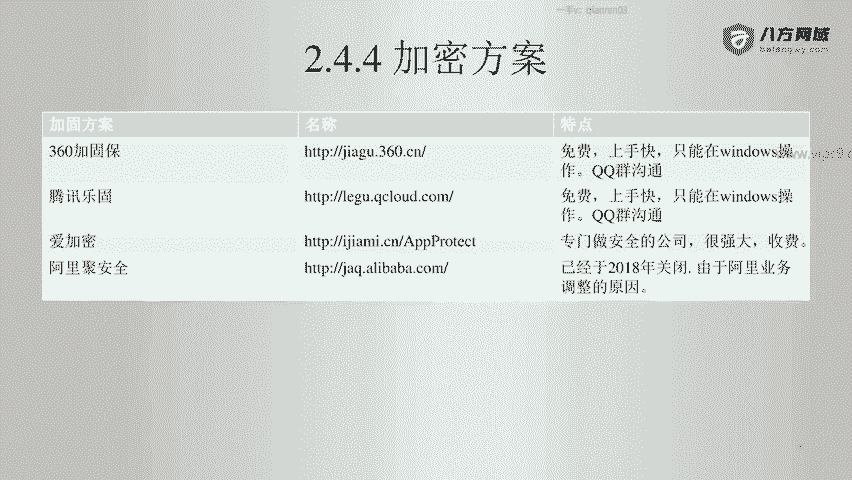 八方网域
bafangwy.com
2.4.4 加密方案
加固方案 名称 特点
360加固保 http://jiagu.360.cn/ 免费，上手快，只能在windows操
作。QQ群沟通
腾讯乐固 http://legu.qcloud.com/ 免费，上手快，只能在windows操
作。QQ群沟通
爱加密 http://ijiami.cn/AppProtect 专门做安全的公司，很强大，收费。
阿里聚安全 http://jaq.alibaba.com/ 已经于2018年关闭. 由于阿里业务
调整的原因。